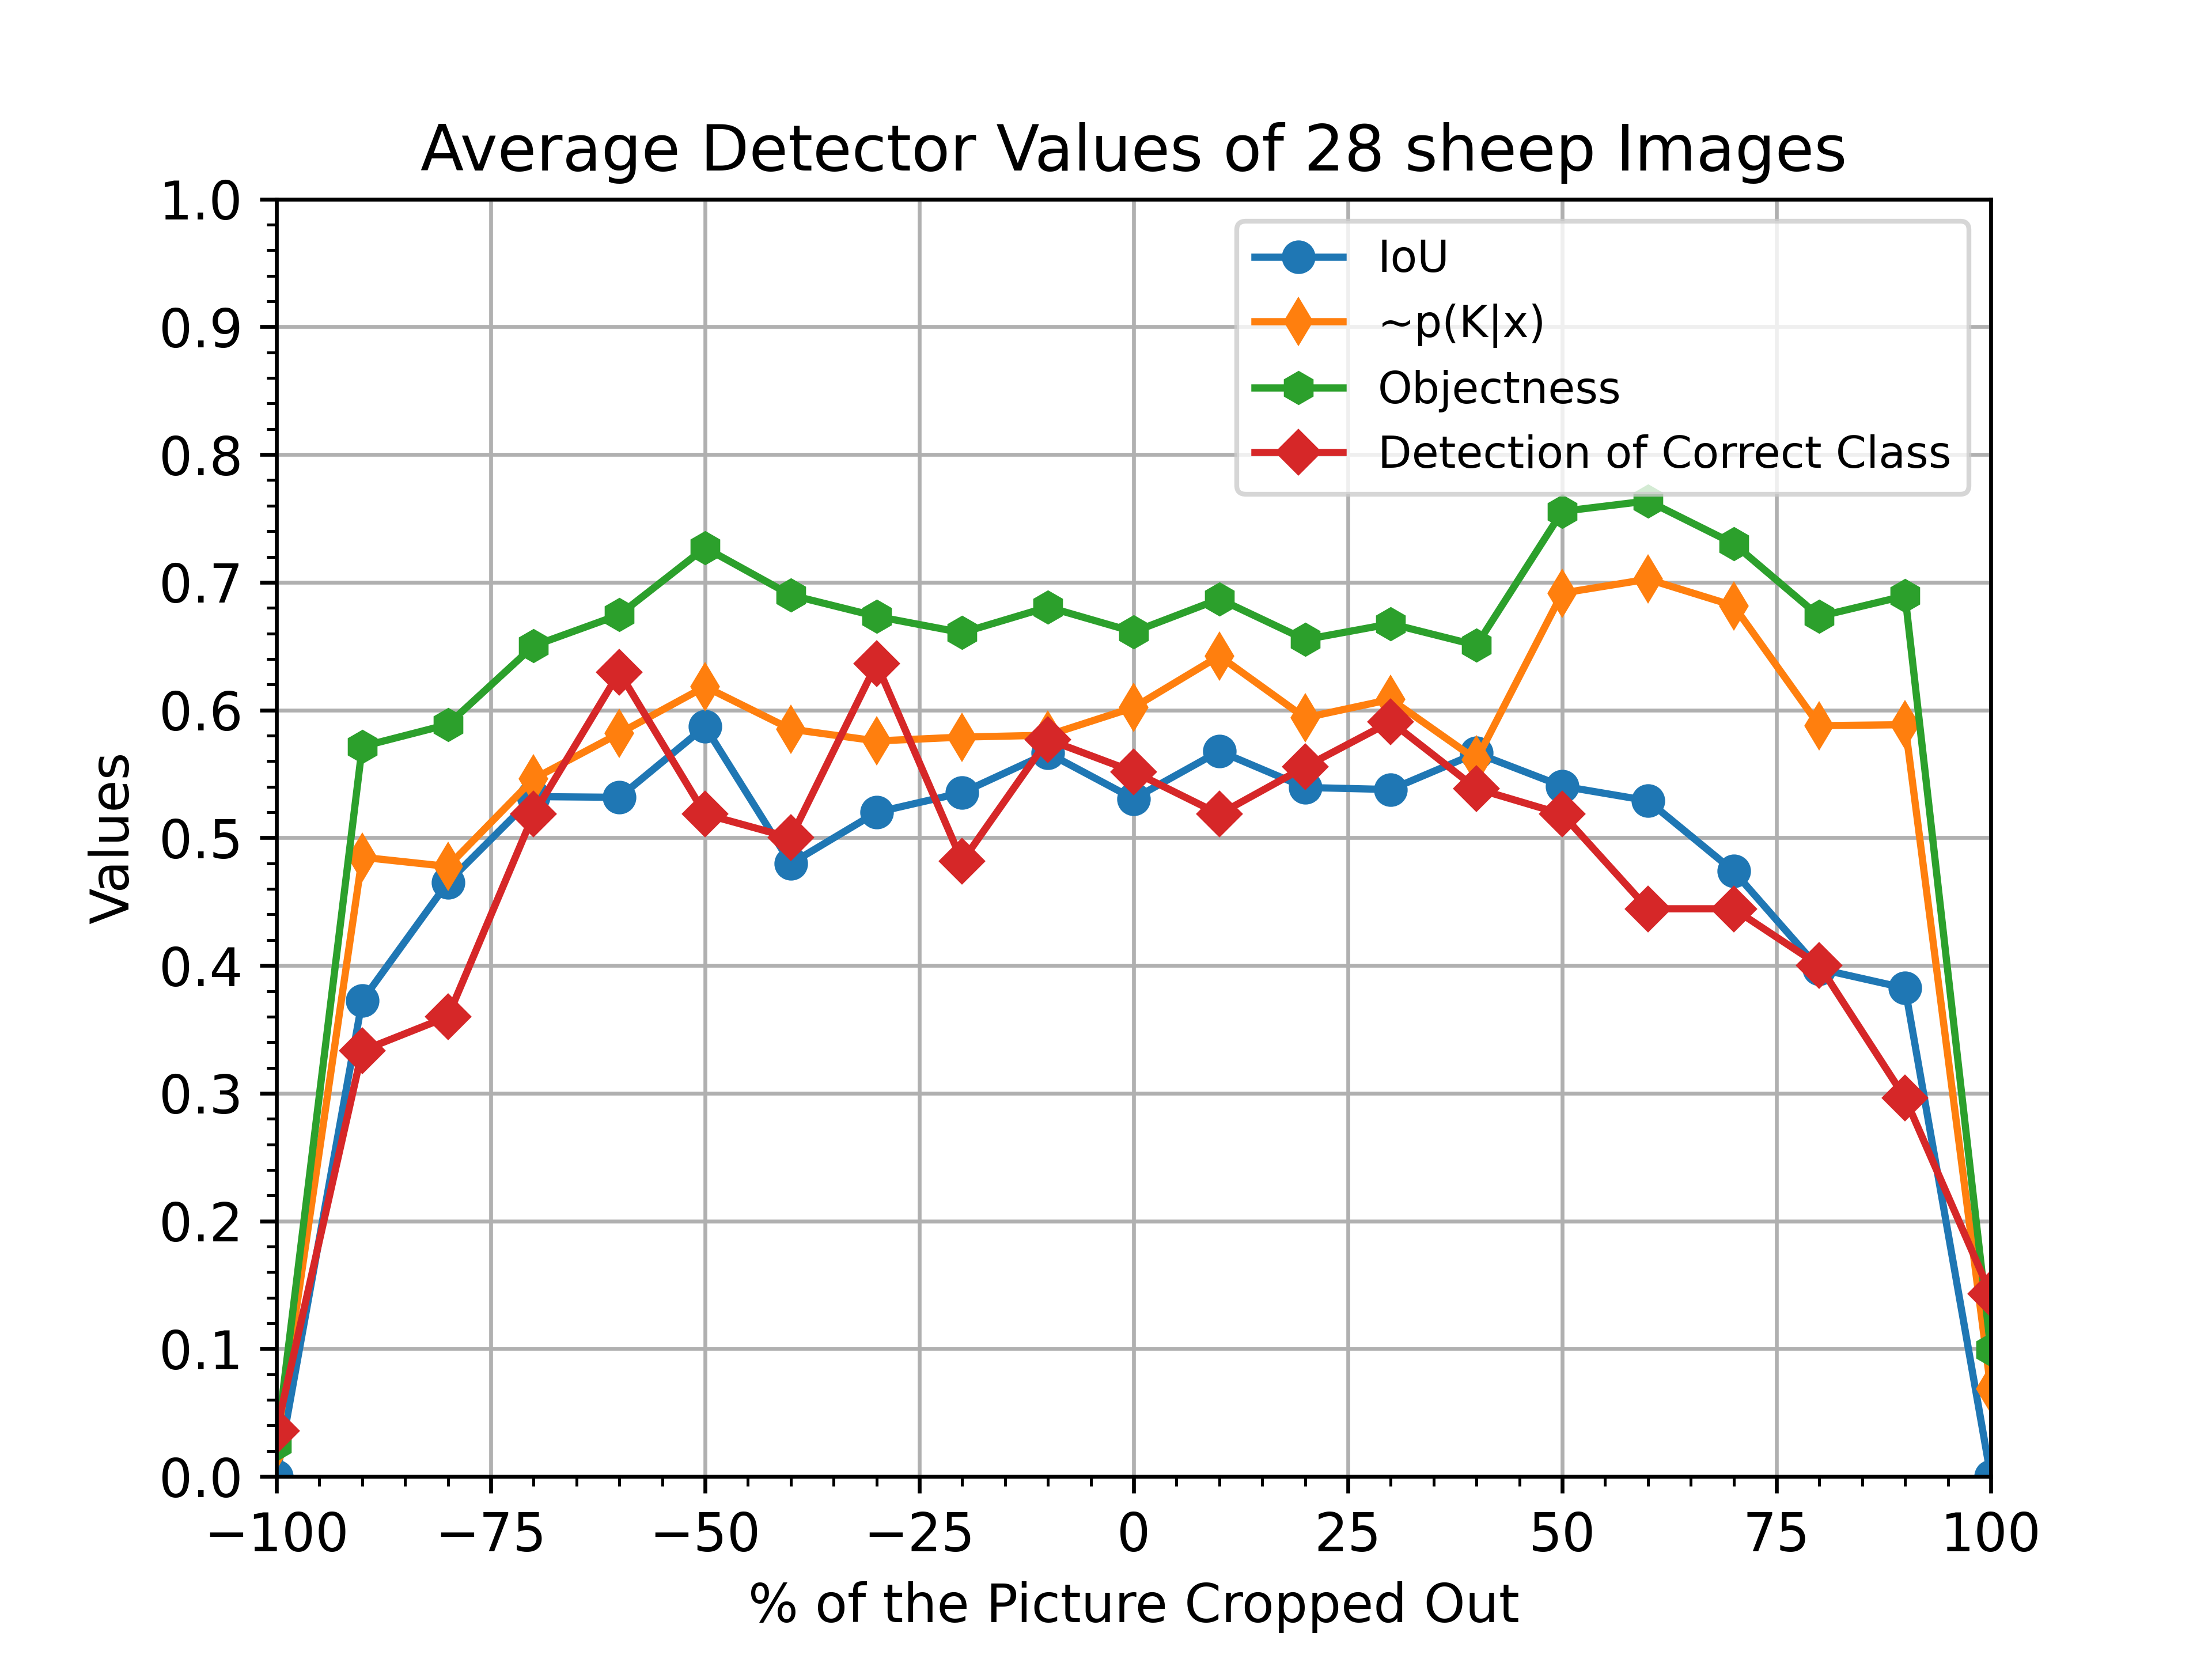 Average Detector Values of 28 sheep Images
1.0
0.9
0.8
0.7
0.6
0.5
0.4
0.3
0.2
0.1
0.0
Values
IoU
~p(K|x)
Objectness
Detection of Correct Class
−100 −75 −50 −25 0 25 50 75 100
% of the Picture Cropped Out